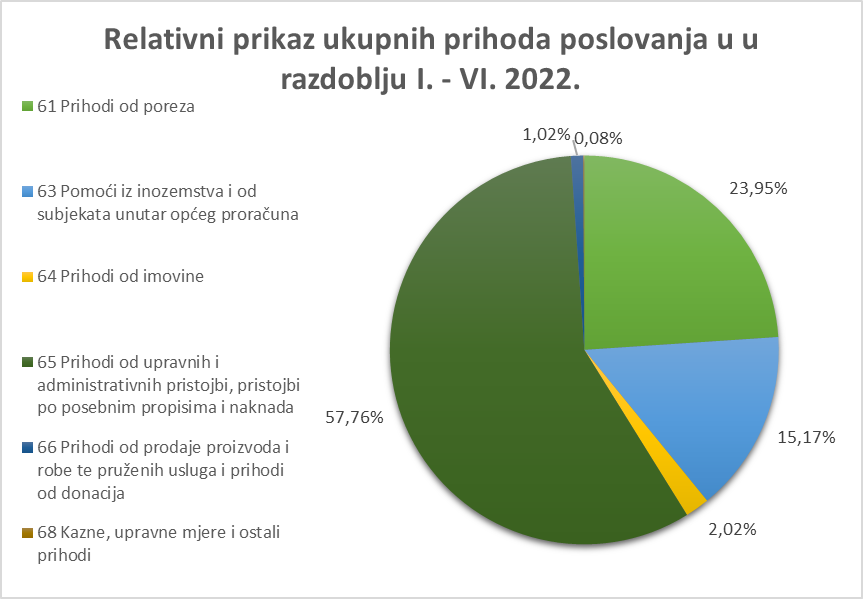 Relativni prikaz ukupnih prihoda poslovanja u u
razdoblju I. - VI. 2022.
61 Prihodi od poreza
63 Pomoći iz inozemstva i od
subjekata unutar općeg proračuna
64 Prihodi od imovine
65 Prihodi od upravnih i
administrativnih pristojbi, pristojbi
po posebnim propisima i naknada
66 Prihodi od prodaje proizvoda i
robe te pruženih usluga i prihodi
od donacija
68 Kazne, upravne mjere i ostali
prihodi
1,02%
0,08%
23,95%
15,17%
2,02%
57,76%